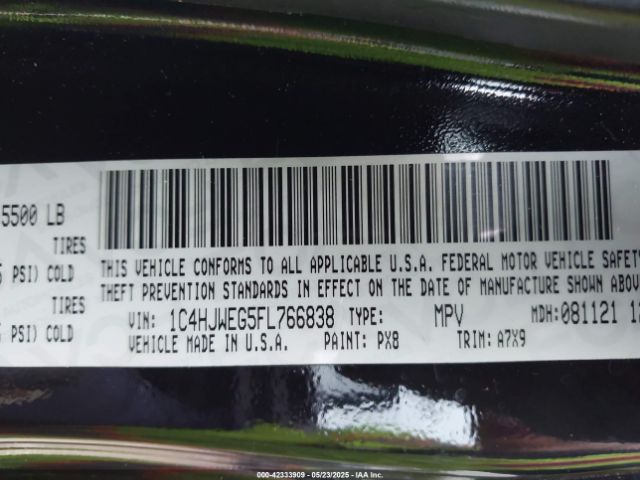 5500 LB
TIRES
PSI) COLD
TIRES
PSI) COLD
THIS VEHICLE CONFORMS TO ALL APPLICABLE U.S.A. FEDERAL MOTOR VEHICLE SAFETY
THEFT PREVENTION STANDARDS IN EFFECT ON THE DATE OF MANUFACTURE SHOWN ABOVE
VIN: 1C4HJWEG5FL766838 TYPE: MPV MDH:081121
VEHICLE MADE IN U.S.A. PAINT: PX8 TRIM: A7X9
000-42333909 - 05/23/2025 - IAA Inc.